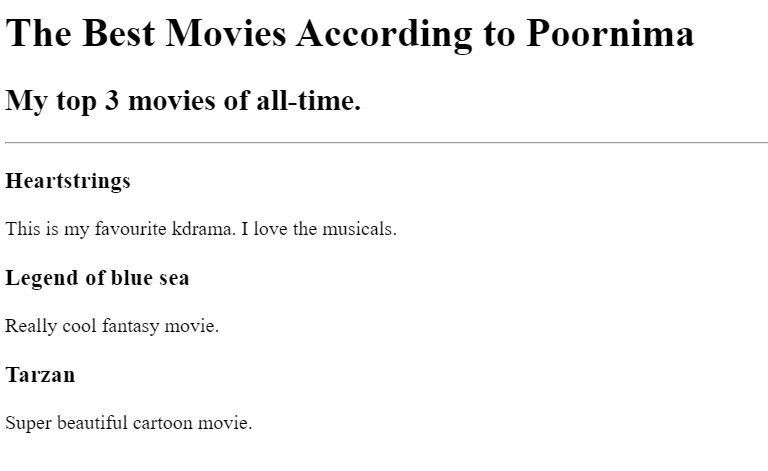 The Best Movies According to Poornima
My top 3 movies of all-time.
Heartstrings
This is my favourite kdrama. I love the musicals.
Legend of blue sea
Really cool fantasy movie.
Tarzan
Super beautiful cartoon movie.